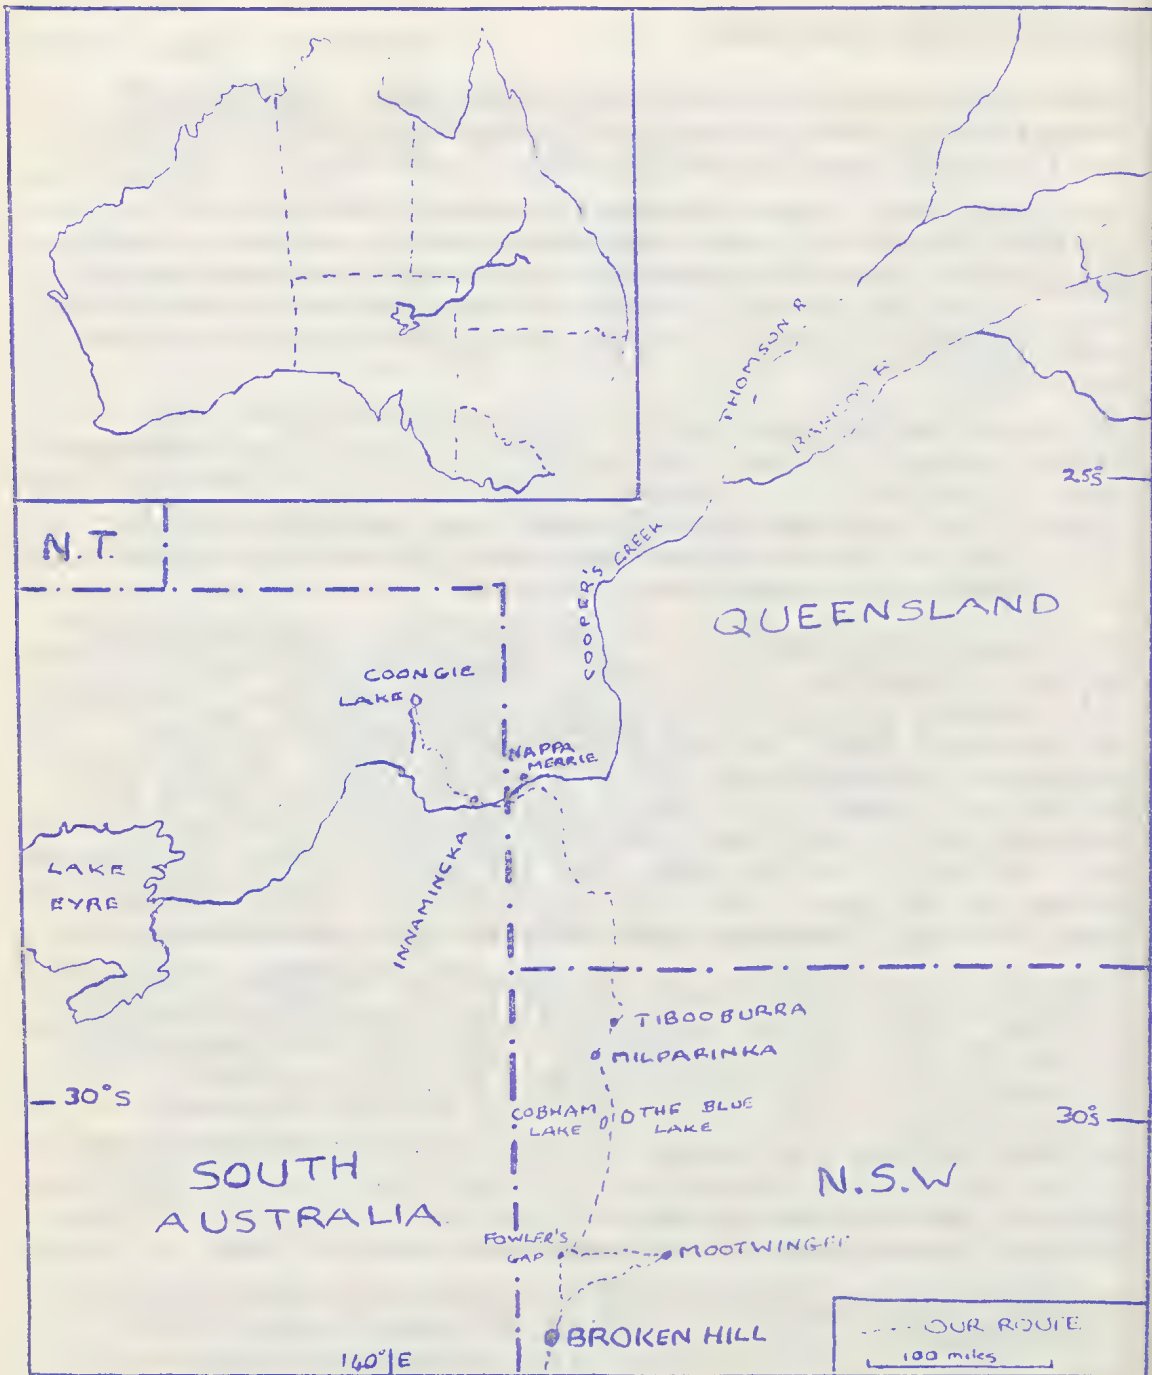 THOMSON R
BARCOO R
25°S
N.T.
COOPER'S CREEK
QUEENSLAND
COONGIE
LAKE
NAPPA
MERRIE
LAKE
EYRE
INNAMINCKA
TIBOOBURRA
MILPARINKA
30°S
COBHAM
LAKE
THE BLUE
LAKE
30°S
SOUTH
AUSTRALIA
N.S.W
FOWLER'S
GAP
MOOTWINGEE
BROKEN HILL
OUR ROUTE
100 miles
140°E